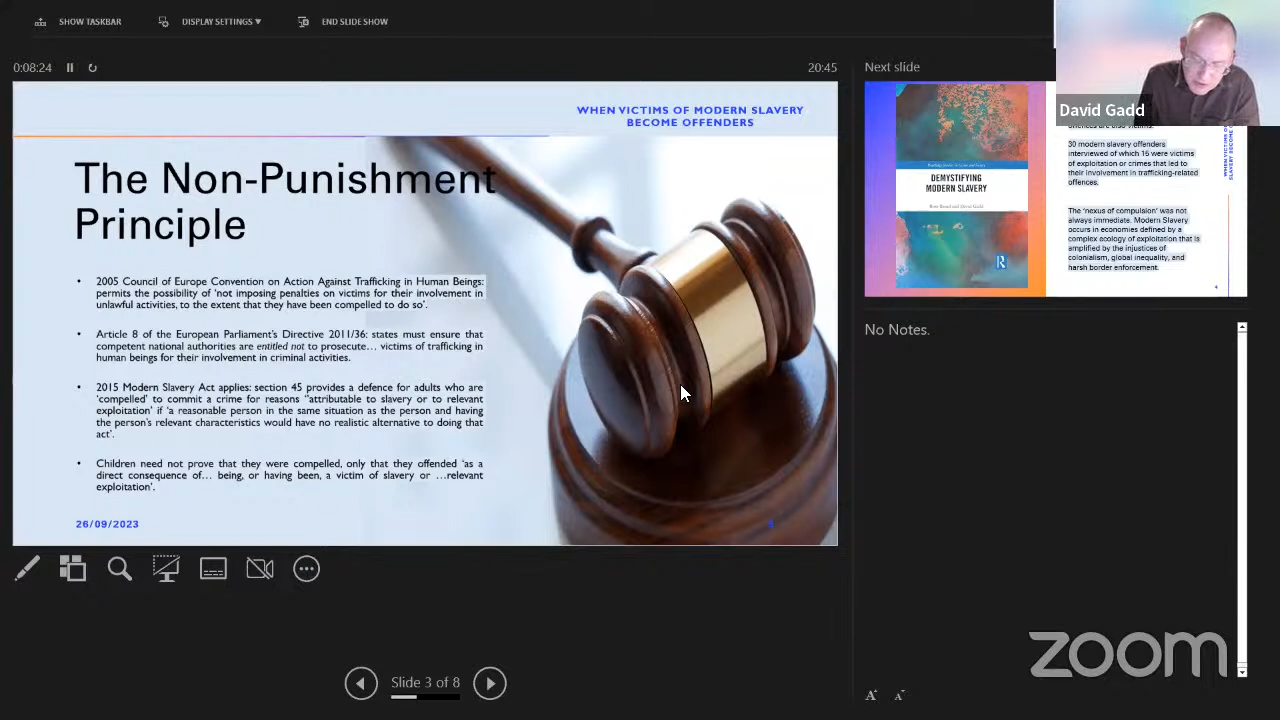 SHOW TASKBAR
DISPLAY SETTINGS
END SLIDE SHOW
0:08:24
20:45
WHEN VICTIMS OF MODERN SLAVERY
BECOME OFFENDERS
The Non-Punishment
Principle
• 2005 Council of Europe Convention on Action Against Trafficking in Human Beings:
permits the possibility of 'not imposing penalties on victims for their involvement in
unlawful activities, to the extent that they have been compelled to do so'.
• Article 8 of the European Parliament's Directive 2011/36: states must ensure that
competent national authorities are entitled not to prosecute… victims of trafficking in
human beings for their involvement in criminal activities.
• 2015 Modern Slavery Act applies: section 45 provides a defence for adults who are
'compelled' to commit a crime for reasons "attributable to slavery or to relevant
exploitation' if 'a reasonable person in the same situation as the person and having
the person's relevant characteristics would have no realistic alternative to doing that
act'.
• Children need not prove that they were compelled, only that they offended 'as a
direct consequence of… being, or having been, a victim of slavery or …relevant
exploitation'.
26/09/2023
3
Slide 3 of 8
Next slide
David Gadd
DEMYSTIFYING
MODERN SLAVERY
offences are also victims.
30 modern slavery offenders
interviewed of which 16 were victims
of exploitation or crimes that led to
their involvement in trafficking-related
offences.
The 'nexus of compulsion' was not
always immediate. Modern Slavery
occurs in economies defined by a
complex ecology of exploitation that is
amplified by the injustices of
colonialism, global inequality, and
harsh border enforcement.
4
No Notes.
A A
zoom